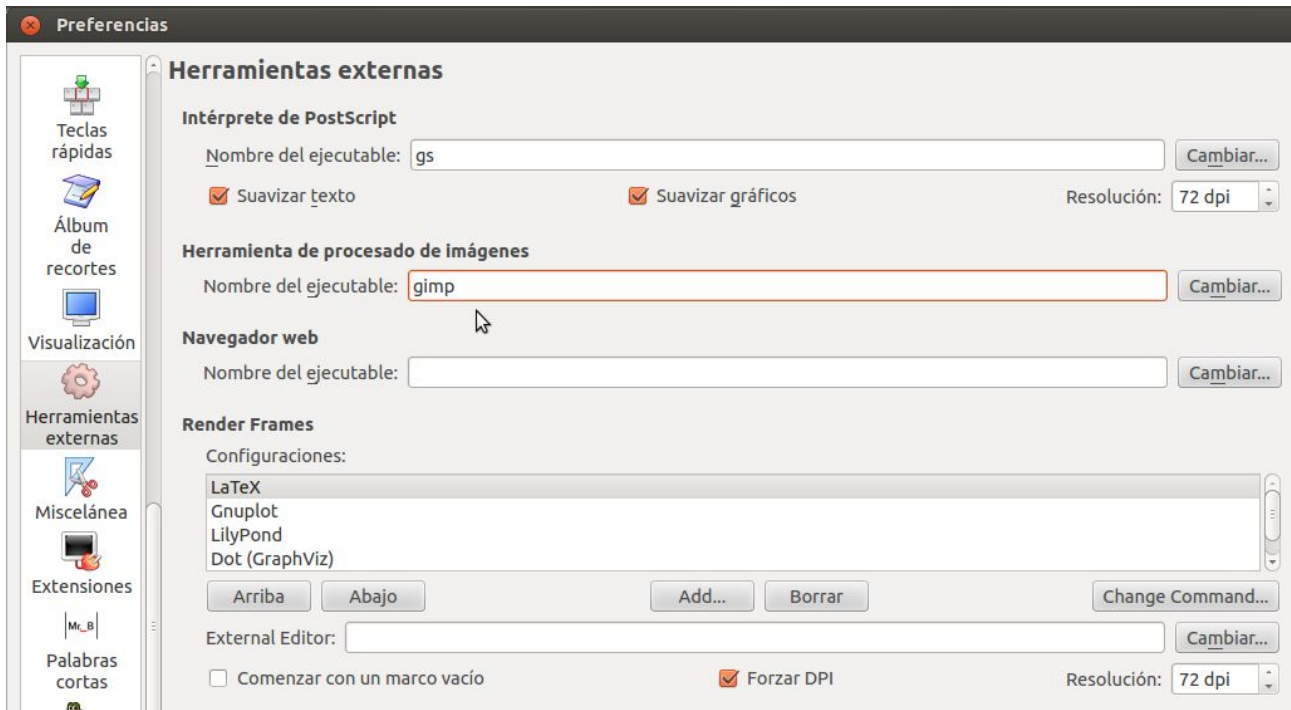 Preferencias
Teclas
rápidas
Álbum
de
recortes
Visualización
Herramientas
externas
Miscelánea
Extensiones
Mr_B
Palabras
cortas
Herramientas externas
Intérprete de PostScript
Nombre del ejecutable: gs Cambiar...
Suavizar texto Suavizar gráficos Resolución: 72 dpi
Herramienta de procesado de imágenes
Nombre del ejecutable: gimp Cambiar...
Navegador web
Nombre del ejecutable: Cambiar...
Render Frames
Configuraciones:
LaTeX
Gnuplot
LilyPond
Dot (GraphViz)
Arriba Abajo Add... Borrar Change Command...
External Editor: Cambiar...
Comenzar con un marco vacío Forzar DPI Resolución: 72 dpi